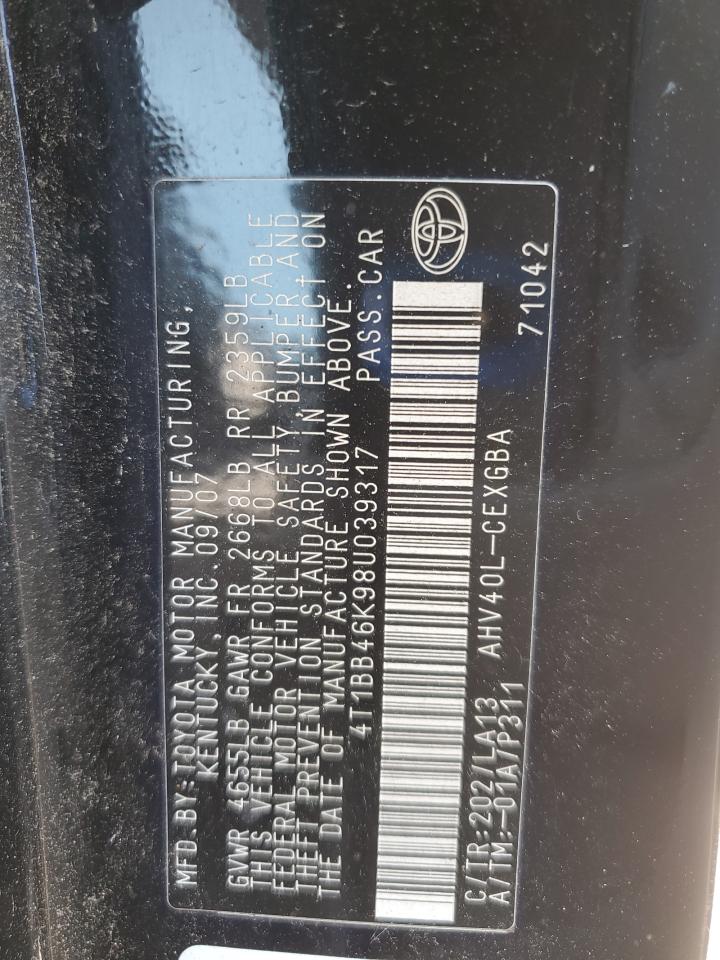 MFD.BY:TOYOTA MOTOR MANUFACTURING,
KENTUCKY, INC.09/07
GVWR 4655LB GAWR FR 2668LB RR 2359LB
THIS VEHICLE CONFORMS TO ALL APPLICABLE
FEDERAL MOTOR VEHICLE SAFETY,BUMPER,AND
THEFT PREVENTION STANDARDS IN EFFECT ON
THE DATE OF MANUFACTURE SHOWN ABOVE.
4T1BB46K98U039317 PASS.CAR
C/TR:202/LA13 AHV40L-CEXGBA
A/TM:-01A/P311 71042